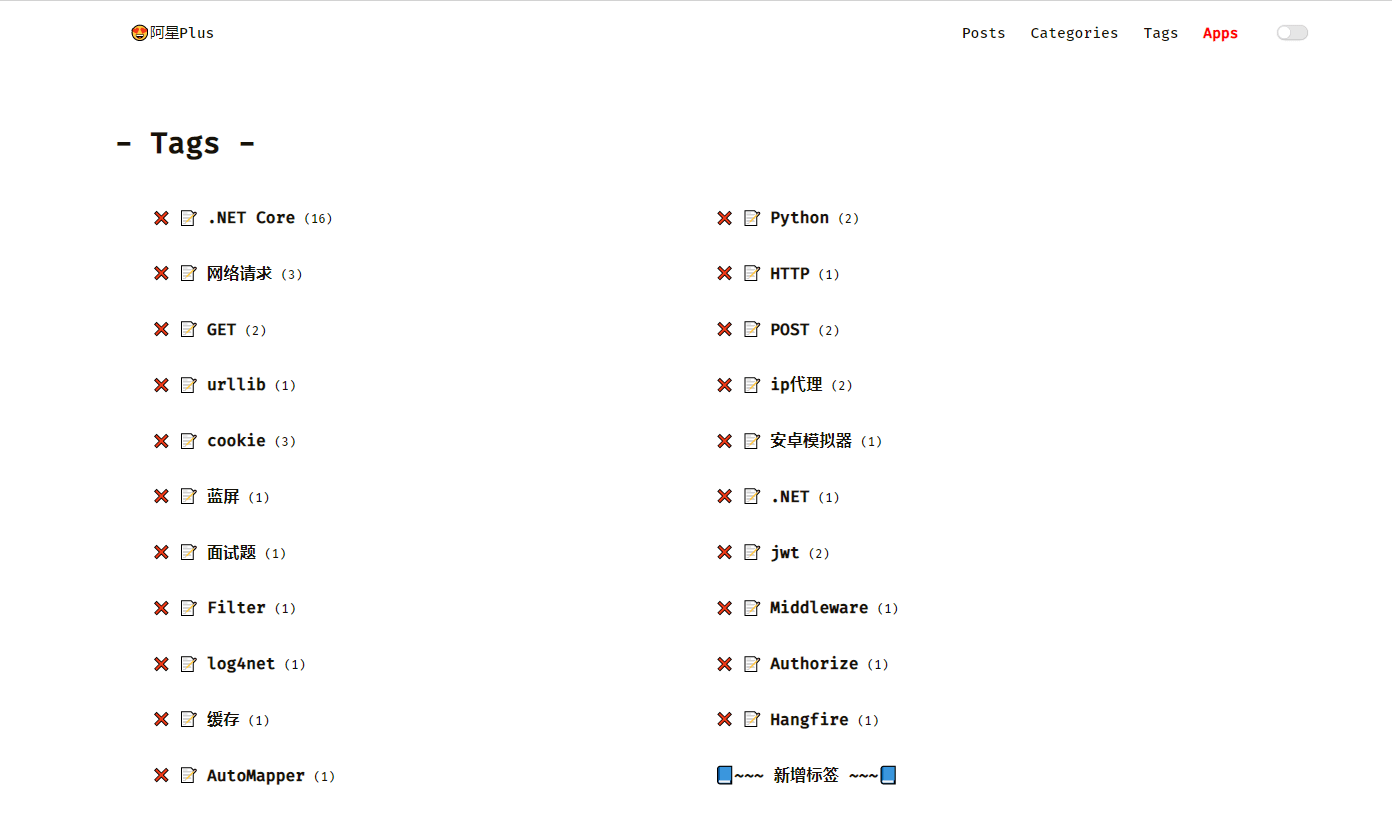 😍阿星Plus Posts Categories Tags Apps
- Tags -
❌ 📝 .NET Core (16) ❌ 📝 Python (2)
❌ 📝 网络请求 (3) ❌ 📝 HTTP (1)
❌ 📝 GET (2) ❌ 📝 POST (2)
❌ 📝 urllib (1) ❌ 📝 ip代理 (2)
❌ 📝 cookie (3) ❌ 📝 安卓模拟器 (1)
❌ 📝 蓝屏 (1) ❌ 📝 .NET (1)
❌ 📝 面试题 (1) ❌ 📝 jwt (2)
❌ 📝 Filter (1) ❌ 📝 Middleware (1)
❌ 📝 log4net (1) ❌ 📝 Authorize (1)
❌ 📝 缓存 (1) ❌ 📝 Hangfire (1)
❌ 📝 AutoMapper (1) 📘~~~ 新增标签 ~~~📘